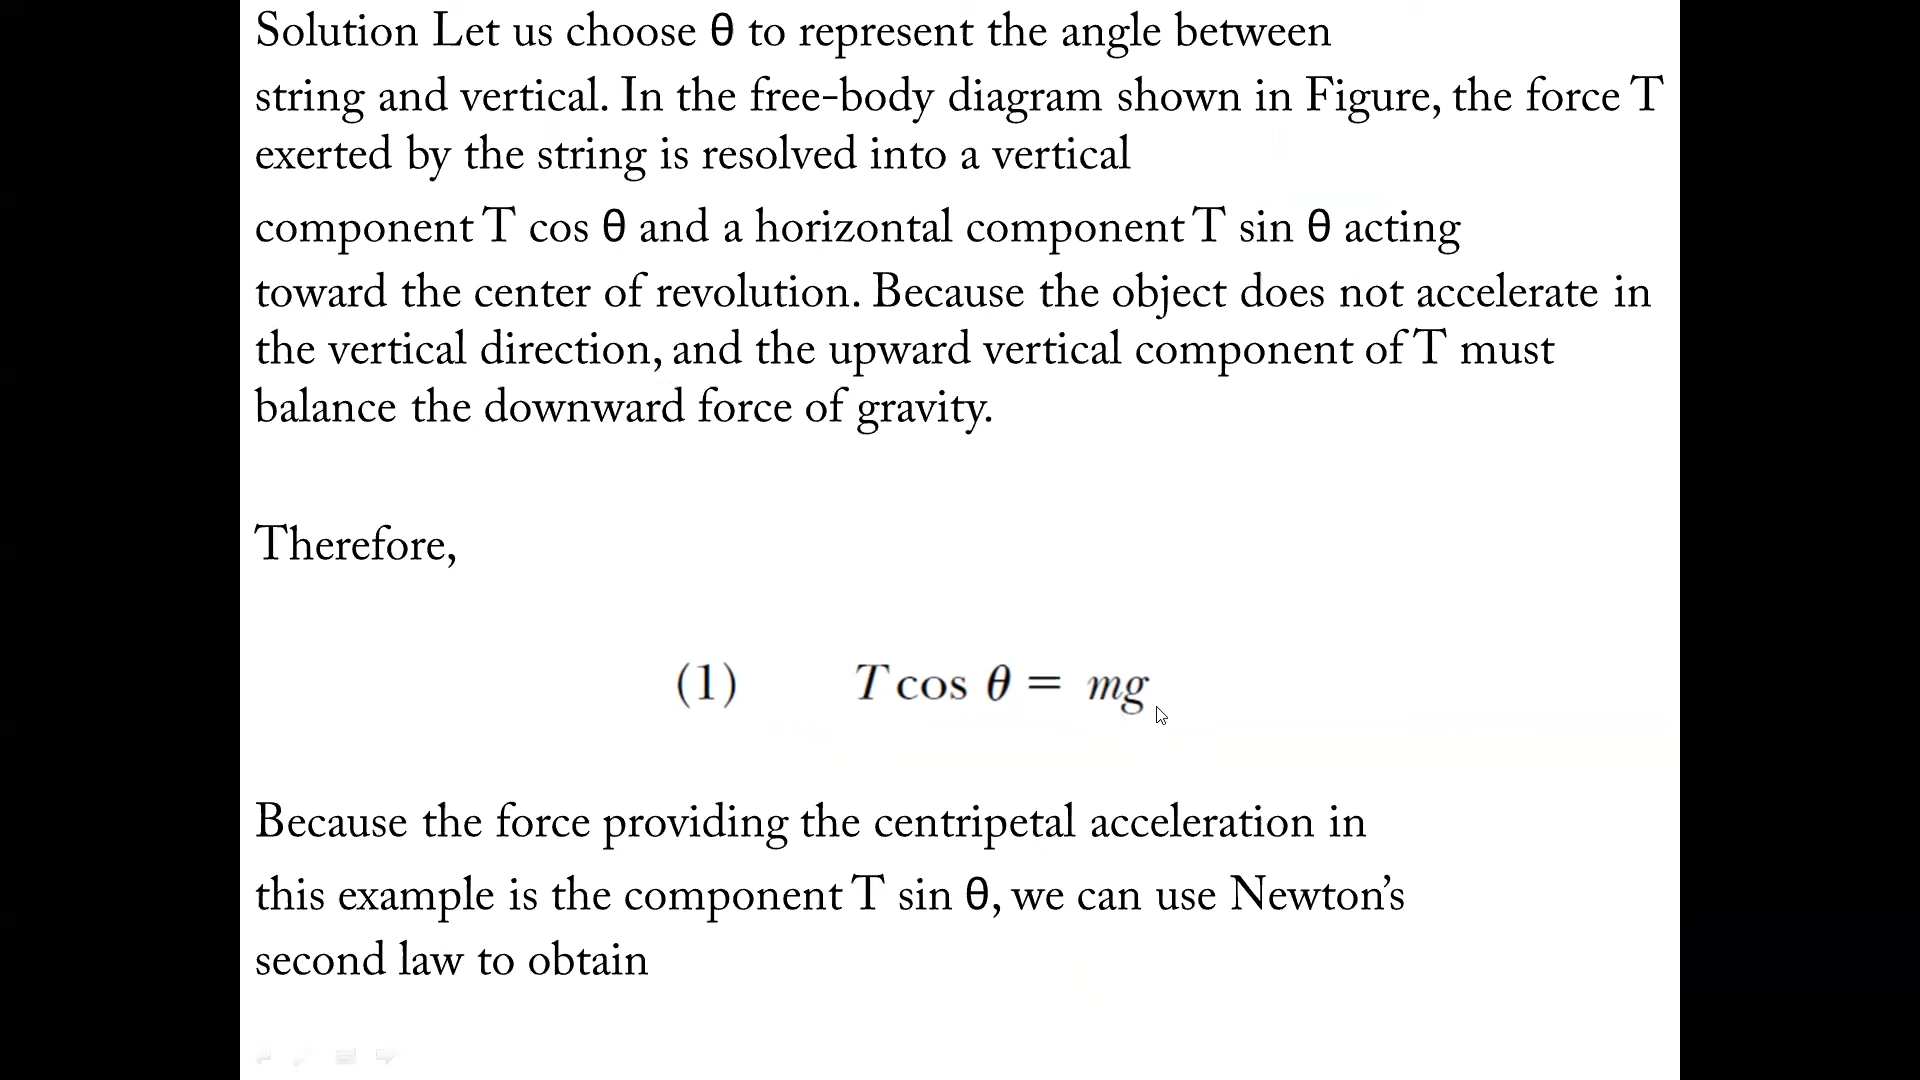 Solution Let us choose θ to represent the angle between
string and vertical. In the free-body diagram shown in Figure, the force T
exerted by the string is resolved into a vertical
component T cos θ and a horizontal component T sin θ acting
toward the center of revolution. Because the object does not accelerate in
the vertical direction, and the upward vertical component of T must
balance the downward force of gravity.
Therefore,
(1) T cos θ = mg
Because the force providing the centripetal acceleration in
this example is the component T sin θ, we can use Newton’s
second law to obtain